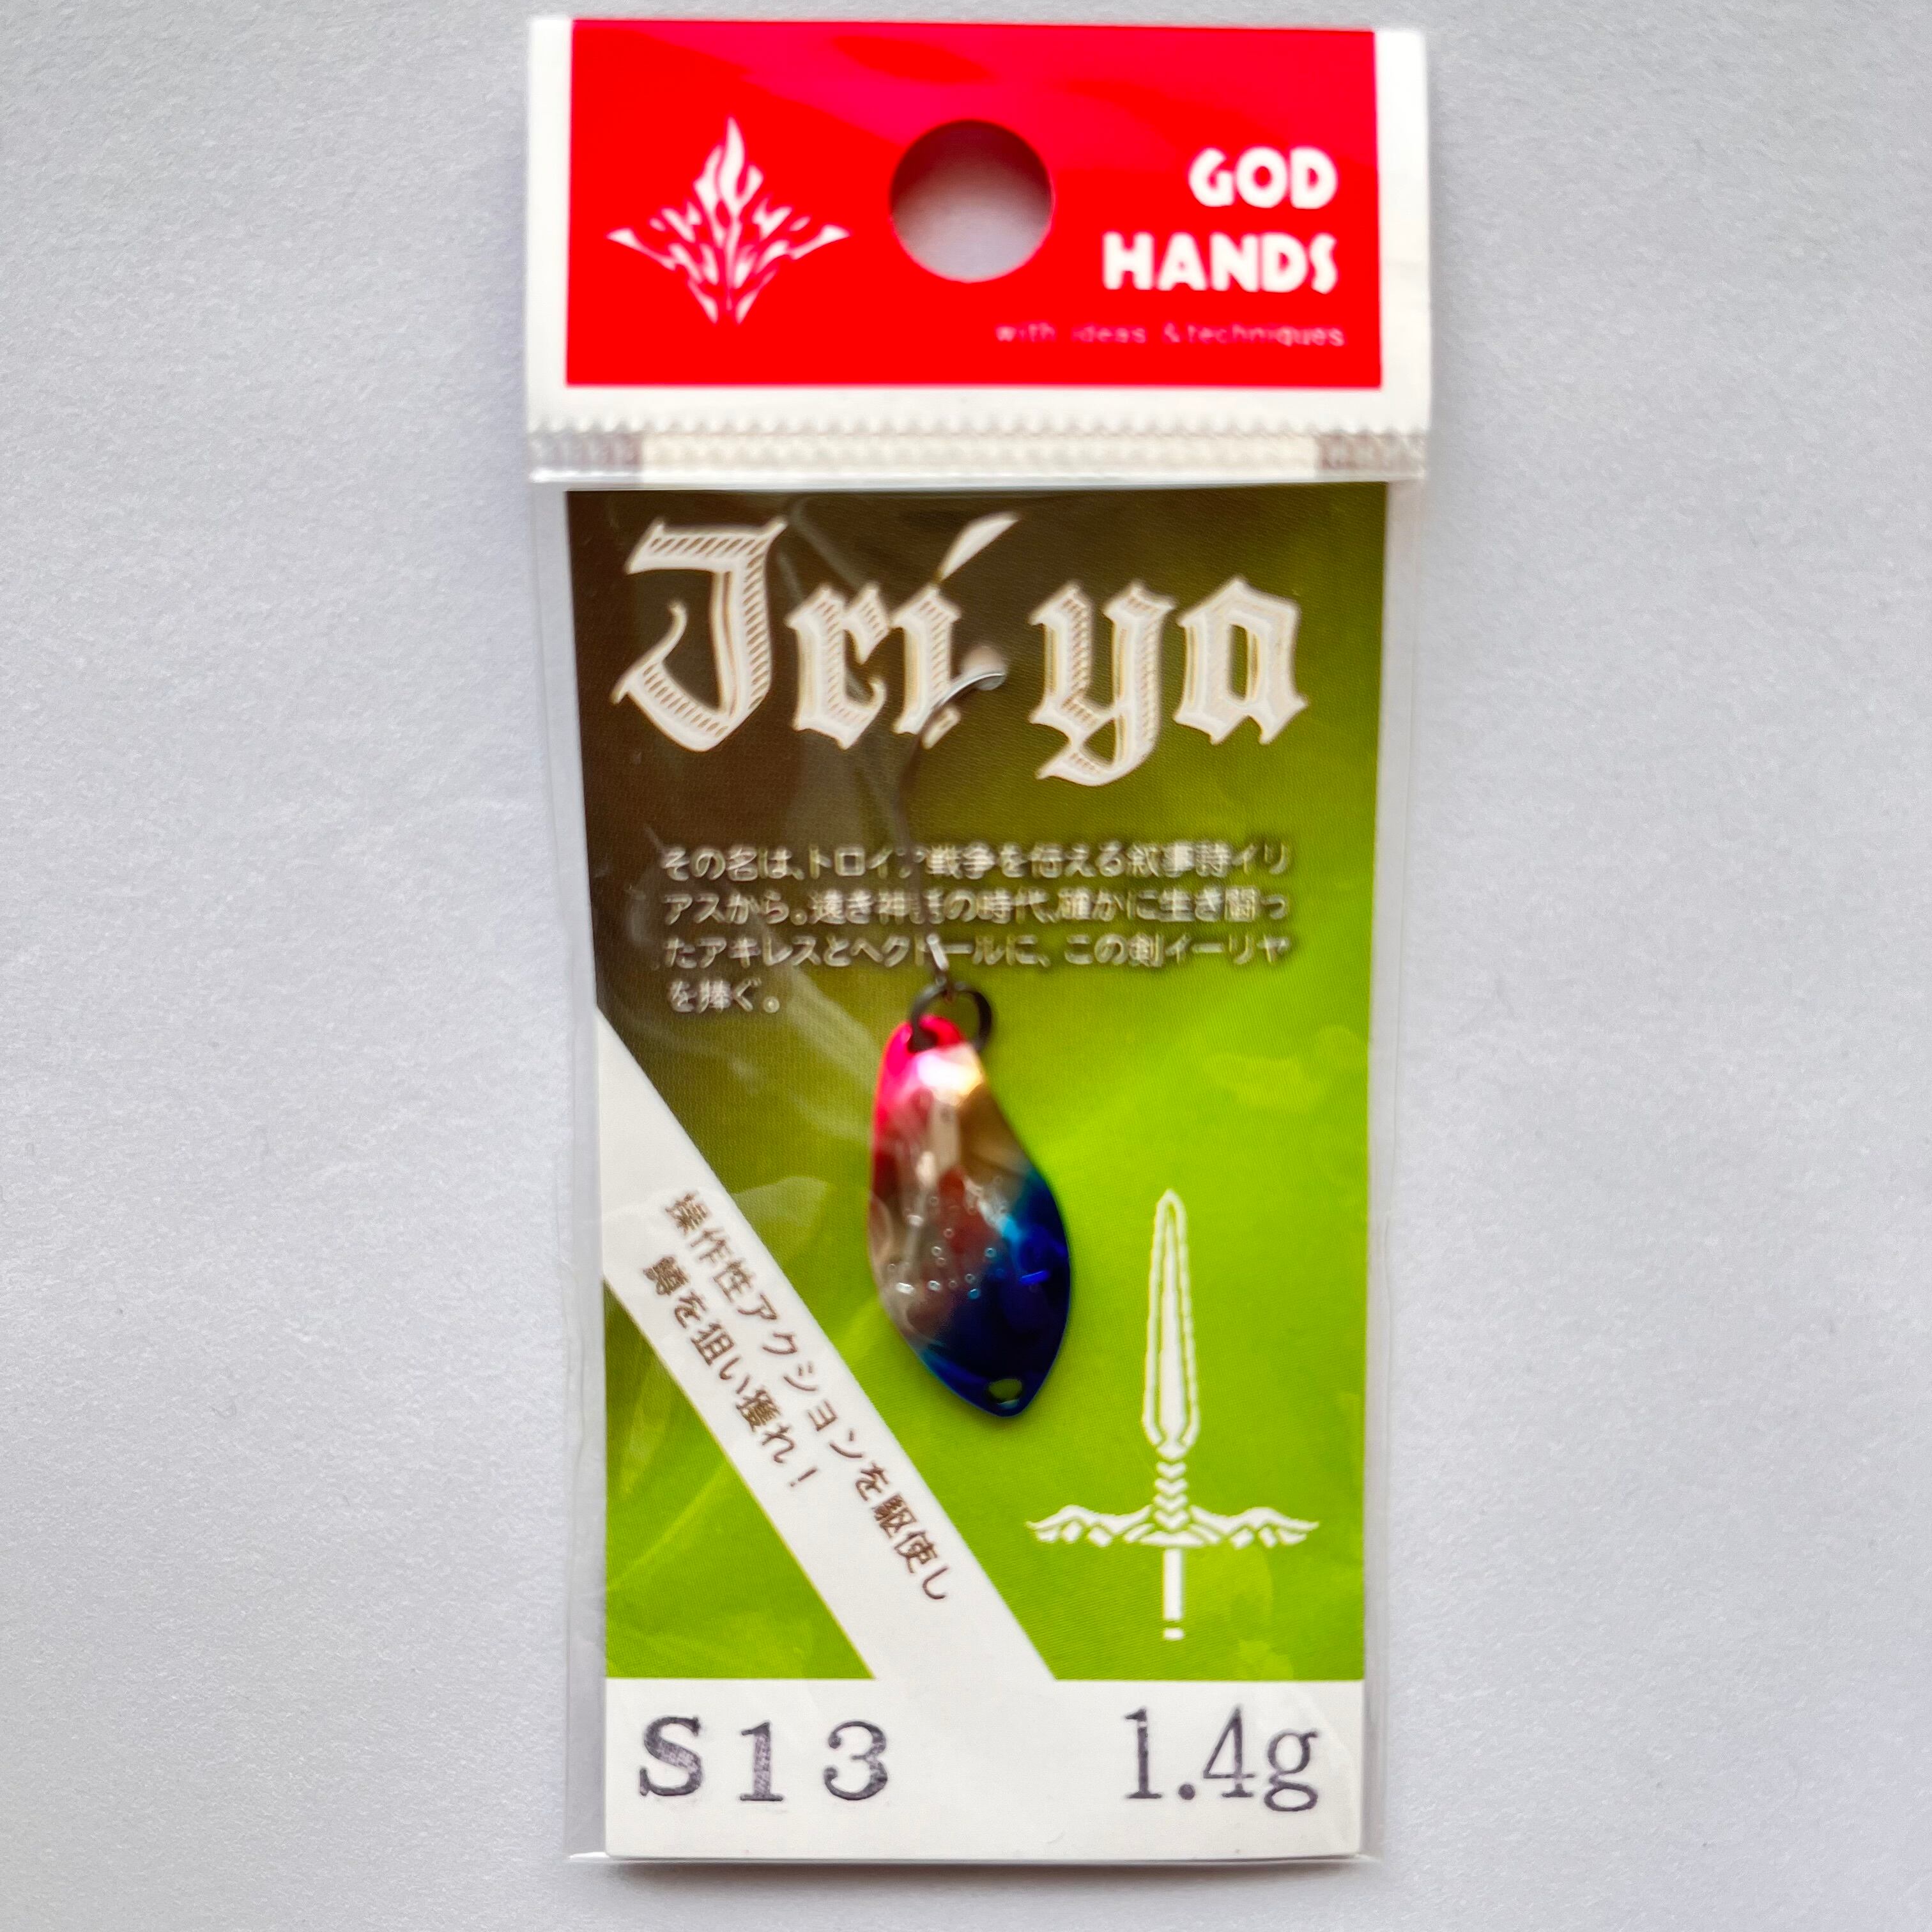 GOD
HANDS
with ideas & techniques
Iri ya
その名は、トロイア戦争を伝える叙事詩イリ
アスから。遠き神話の時代、確かに生き闘っ
たアキレスとヘクトールに、この剣イーリヤ
を捧ぐ。
操作性アクションを駆使し
鱒を狙い獲れ！
S13
1.4g